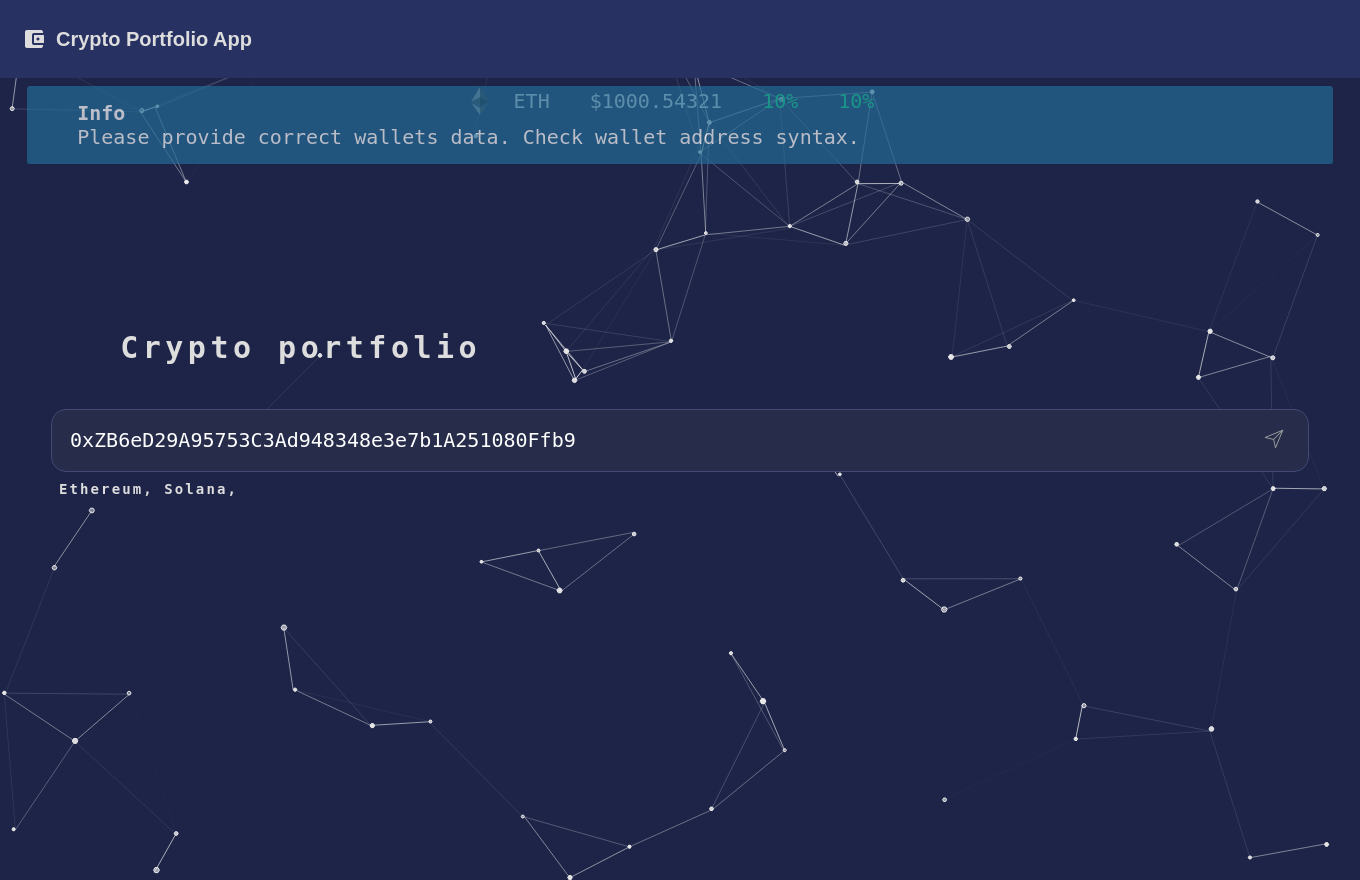 Crypto Portfolio App
ETH $1000.54321 10% 10%
Info
Please provide correct wallets data. Check wallet address syntax.
Crypto portfolio
0xZB6eD29A95753C3Ad948348e3e7b1A251080Ffb9
Ethereum, Solana,